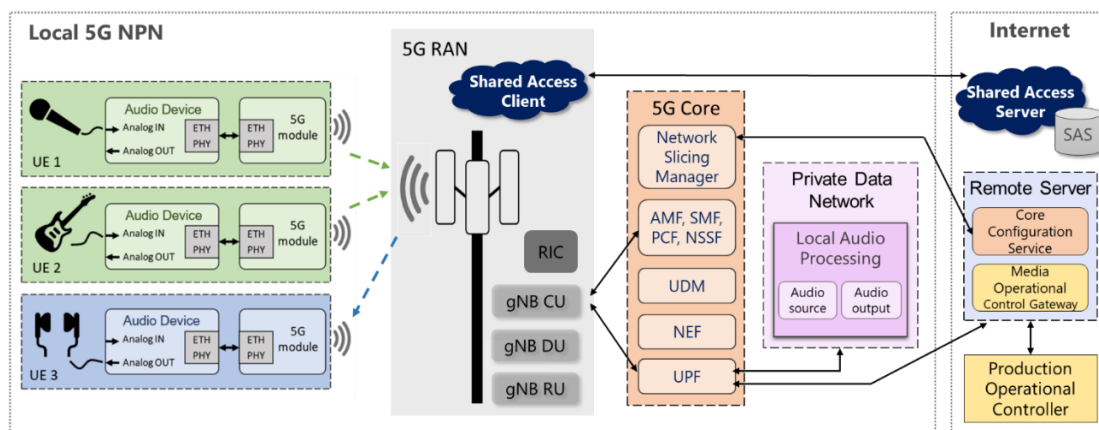 Local 5G NPN
Audio Device
Analog IN
Analog OUT
ETH
PHY
ETH
PHY
5G
module
UE 1
Audio Device
Analog IN
Analog OUT
ETH
PHY
ETH
PHY
5G
module
UE 2
Audio Device
Analog IN
Analog OUT
ETH
PHY
ETH
PHY
5G
module
UE 3
5G RAN
Shared Access
Client
RIC
gNB CU
gNB DU
gNB RU
5G Core
Network
Slicing
Manager
AMF, SMF,
PCF, NSSF
UDM
NEF
UPF
Private Data
Network
Local Audio
Processing
Audio
source
Audio
output
Internet
Shared Access
Server
SAS
Remote Server
Core
Configuration
Service
Media
Operational
Control Gateway
Production
Operational
Controller